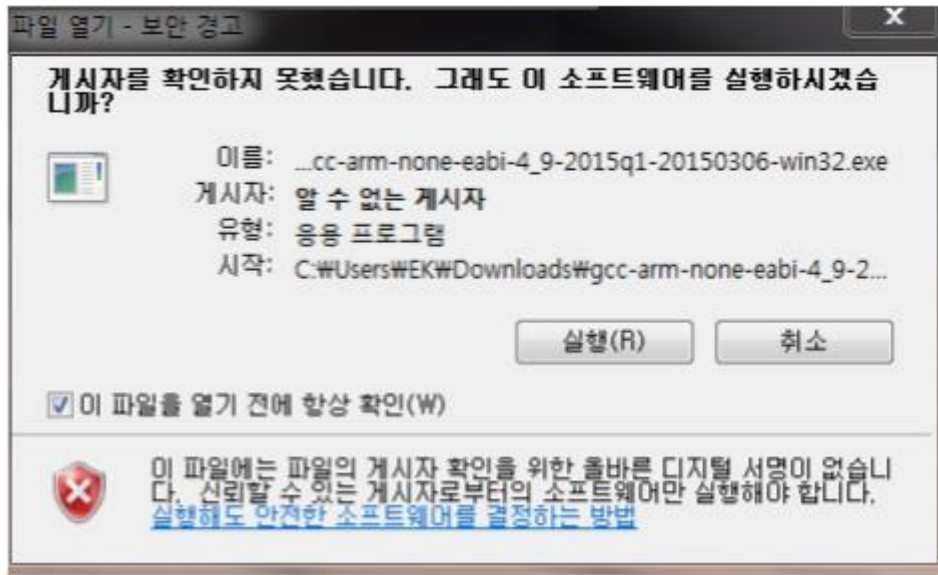 파일 열기 - 보안 경고
X
게시자를 확인하지 못했습니다. 그래도 이 소프트웨어를 실행하시겠습
니까?
이름: ...cc-arm-none-eabi-4_9-2015q1-20150306-win32.exe
게시자: 알 수 없는 게시자
유형: 응용 프로그램
시작: C:₩Users₩EK₩Downloads₩gcc-arm-none-eabi-4_9-2...
실행(R) 취소
이 파일을 열기 전에 항상 확인(W)
이 파일에는 파일의 게시자 확인을 위한 올바른 디지털 서명이 없습니
다. 신뢰할 수 있는 게시자로부터의 소프트웨어만 실행해야 합니다.
실행해도 안전한 소프트웨어를 결정하는 방법